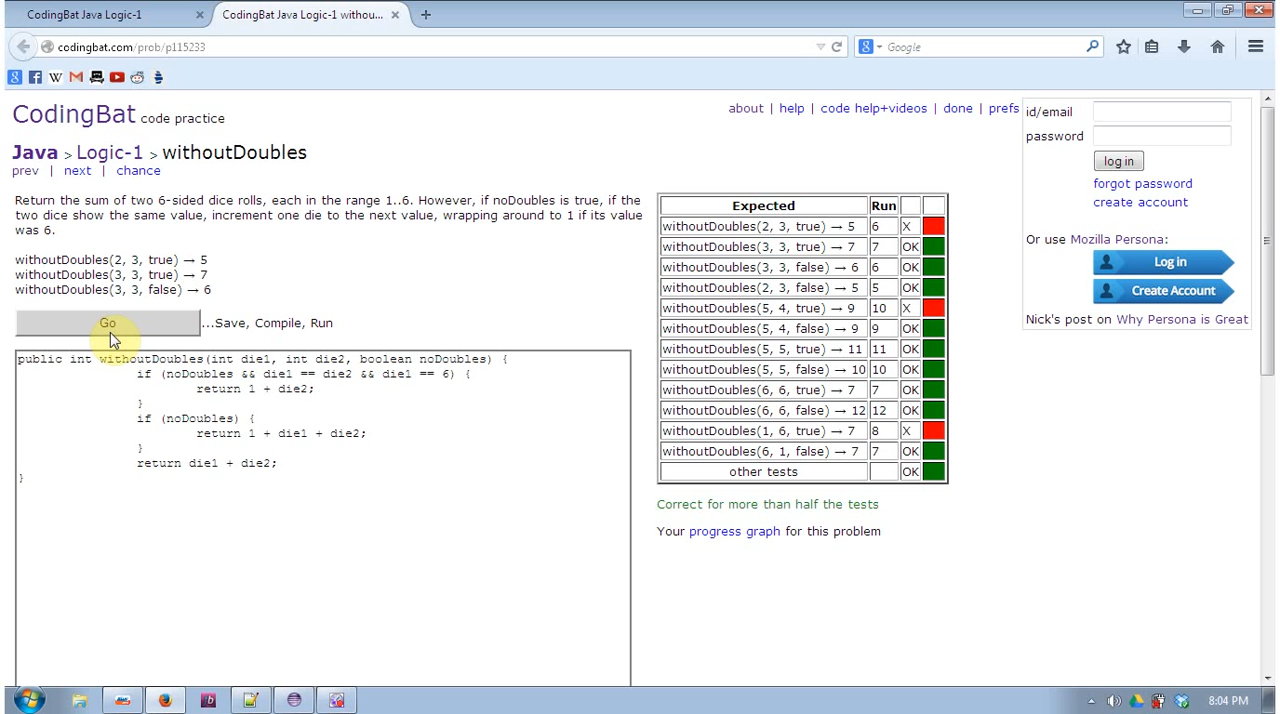 CodingBat Java Logic-1 × CodingBat Java Logic-1 withou... × +
codingbat.com/prob/p115233 Google
CodingBat code practice
about | help | code help+videos | done | prefs
id/email
password
log in
forgot password
create account
Or use Mozilla Persona:
Log in
Create Account
Nick's post on Why Persona is Great
Java > Logic-1 > withoutDoubles
prev | next | chance
Return the sum of two 6-sided dice rolls, each in the range 1..6. However, if noDoubles is true, if the
two dice show the same value, increment one die to the next value, wrapping around to 1 if its value
was 6.
withoutDoubles(2, 3, true) → 5
withoutDoubles(3, 3, true) → 7
withoutDoubles(3, 3, false) → 6
Go ...Save, Compile, Run
public int withoutDoubles(int die1, int die2, boolean noDoubles) {
if (noDoubles && die1 == die2 && die1 == 6) {
return 1 + die2;
}
if (noDoubles) {
return 1 + die1 + die2;
}
return die1 + die2;
}
Expected Run
withoutDoubles(2, 3, true) → 5 6 X
withoutDoubles(3, 3, true) → 7 7 OK
withoutDoubles(3, 3, false) → 6 6 OK
withoutDoubles(2, 3, false) → 5 5 OK
withoutDoubles(5, 4, true) → 9 10 X
withoutDoubles(5, 4, false) → 9 9 OK
withoutDoubles(5, 5, true) → 11 11 OK
withoutDoubles(5, 5, false) → 10 10 OK
withoutDoubles(6, 6, true) → 7 7 OK
withoutDoubles(6, 6, false) → 12 12 OK
withoutDoubles(1, 6, true) → 7 8 X
withoutDoubles(6, 1, false) → 7 7 OK
other tests OK
Correct for more than half the tests
Your progress graph for this problem
8:04 PM